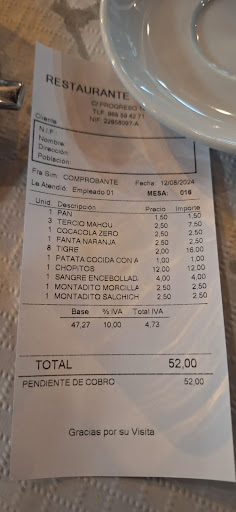 RESTAURANTE
C/ PROGRESO 1
TLF. 968 59 42 71
NIF: 22958097-A
Cliente
N.I.F.
Nombre:
Dirección:
Población:
Fra Sim. COMPROBANTE Fecha: 12/08/2024
Le Atendió: Empleado 01 MESA: 016
Unid Descripción Precio Importe
1 PAN 1,50 1,50
3 TERCIO MAHOU 2,50 7,50
1 COCACOLA ZERO 2,50 2,50
1 FANTA NARANJA 2,50 2,50
8 TIGRE 2,00 16,00
1 PATATA COCIDA CON A 1,00 1,00
1 CHOPITOS 12,00 12,00
1 SANGRE ENCEBOLLAD 4,00 4,00
1 MONTADITO MORCILLA 2,50 2,50
1 MONTADITO SALCHICH 2,50 2,50
Base % IVA Total IVA
47,27 10,00 4,73
TOTAL 52,00
PENDIENTE DE COBRO 52,00
Gracias por su Visita